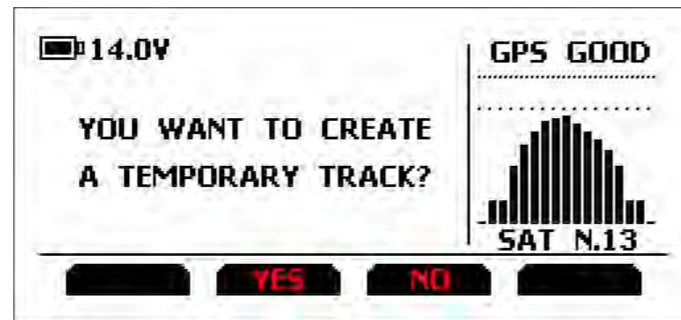 14.0V
GPS GOOD
YOU WANT TO CREATE
A TEMPORARY TRACK?
SAT N.13
YES NO